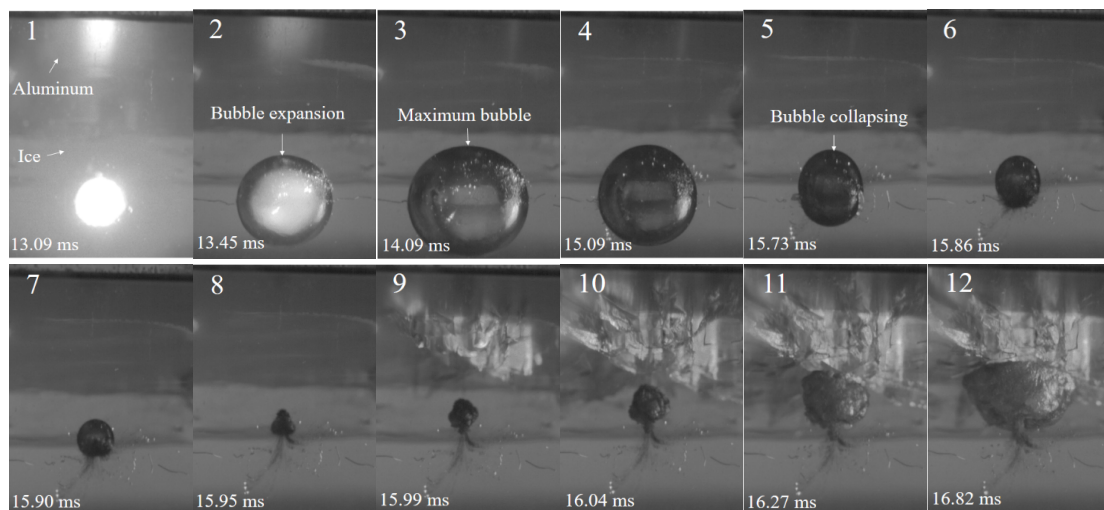 1
2
3
4
5
6
Aluminum
Bubble expansion
Maximum bubble
Bubble collapsing
Ice
13.09 ms
13.45 ms
14.09 ms
15.09 ms
15.73 ms
15.86 ms
7
8
9
10
11
12
15.90 ms
15.95 ms
15.99 ms
16.04 ms
16.27 ms
16.82 ms